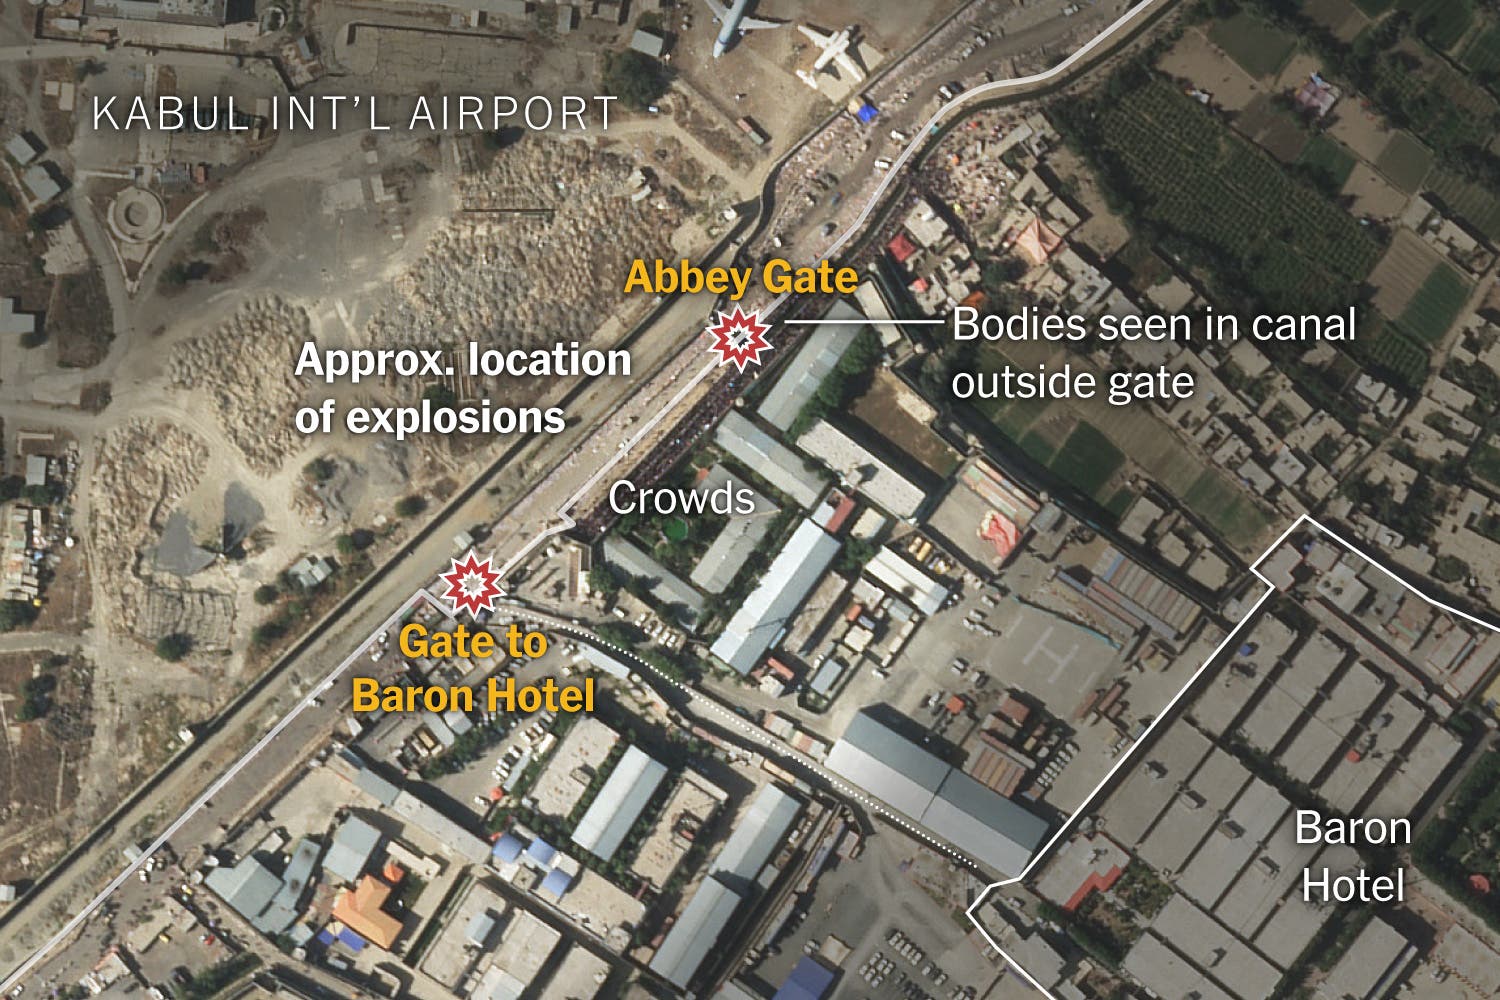 KABUL INT’L AIRPORT
Abbey Gate
Approx. location
of explosions
Bodies seen in canal
outside gate
Crowds
Gate to
Baron Hotel
Baron
Hotel